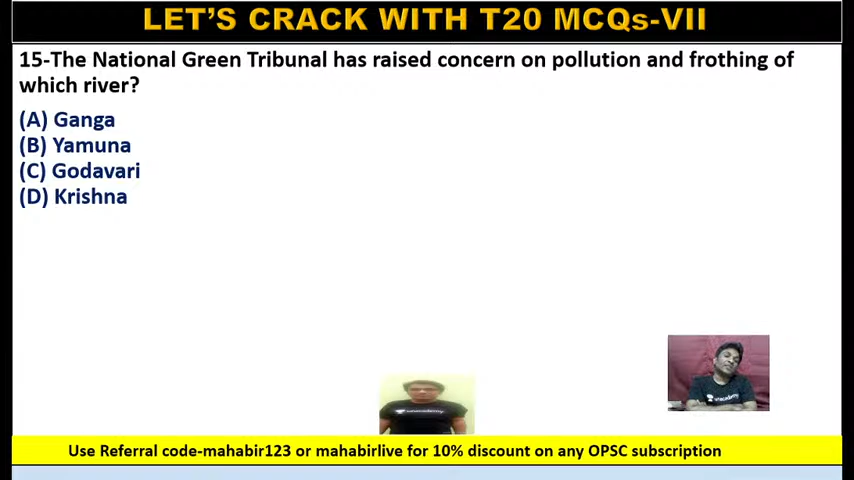 LET'S CRACK WITH T20 MCQs-VII
15-The National Green Tribunal has raised concern on pollution and frothing of
which river?
(A) Ganga
(B) Yamuna
(C) Godavari
(D) Krishna
unacademy
unacademy
Use Referral code-mahabir123 or mahabirlive for 10% discount on any OPSC subscription